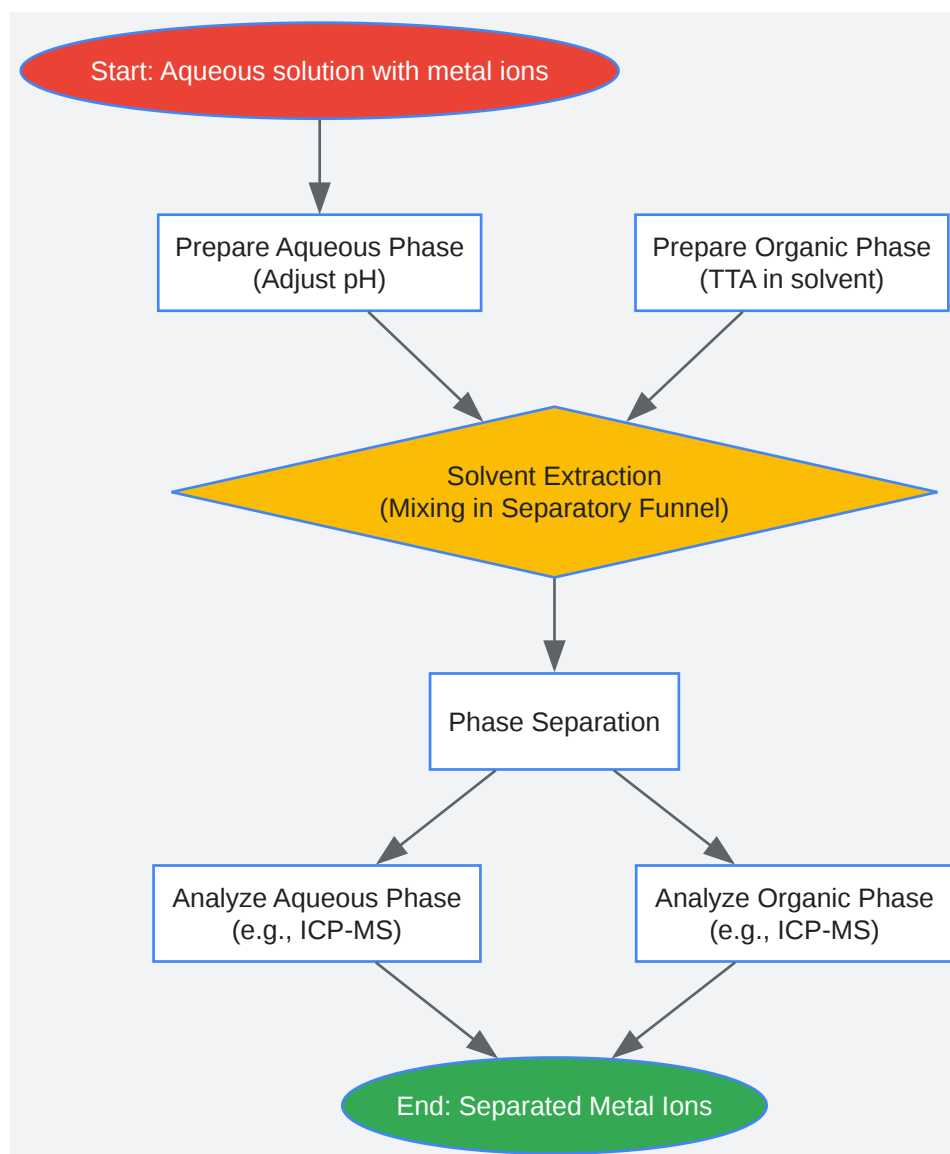 Start: Aqueous solution with metal ions
Prepare Aqueous Phase
(Adjust pH)
Prepare Organic Phase
(TTA in solvent)
Solvent Extraction
(Mixing in Separatory Funnel)
Phase Separation
Analyze Aqueous Phase
(e.g., ICP-MS)
Analyze Organic Phase
(e.g., ICP-MS)
End: Separated Metal Ions